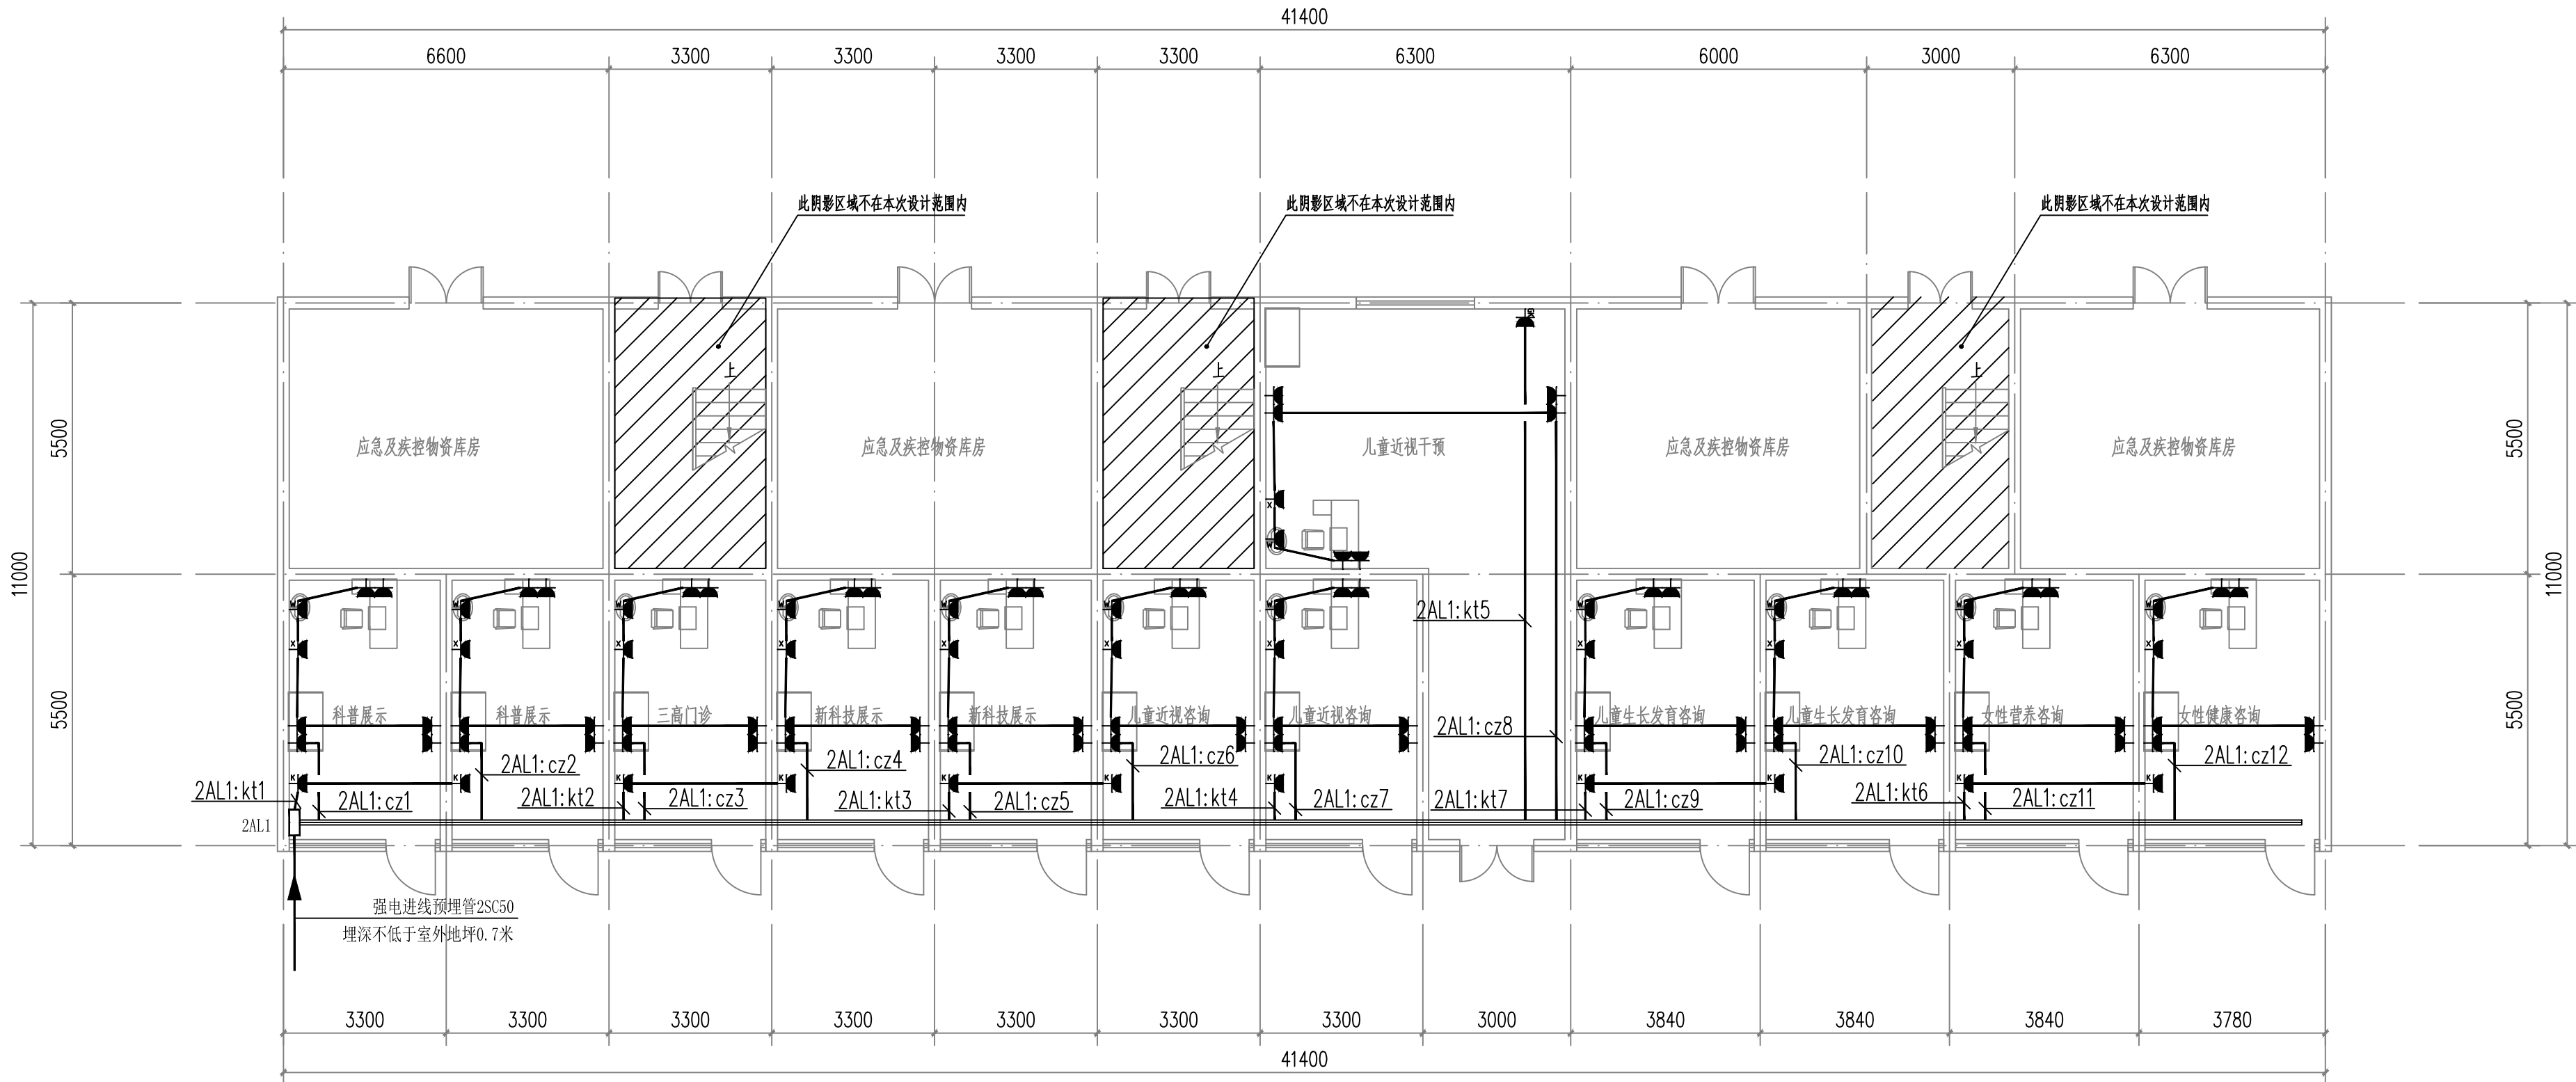 41400
6600
3300
3300
3300
3300
6300
6000
3000
6300
此阴影区域不在本次设计范围内
此阴影区域不在本次设计范围内
此阴影区域不在本次设计范围内
上
上
上
5500
11000
应急及疾控物资库房
应急及疾控物资库房
儿童近视干预
应急及疾控物资库房
应急及疾控物资库房
5500
11000
X
W
W
W
W
W
W
W
W
W
W
W
W
X
X
X
X
X
X
X
X
X
X
X
2AL1:kt5
5500
科普展示
科普展示
三高门诊
新科技展示
新科技展示
儿童近视咨询
儿童近视咨询
2AL1:cz8
儿童生长发育咨询
儿童生长发育咨询
女性营养咨询
女性健康咨询
5500
2AL1:cz2
2AL1:cz4
2AL1:cz6
2AL1:cz10
2AL1:cz12
K
K
K
K
K
K
K
K
K
K
K
2AL1:kt1
2AL1:cz1
2AL1:kt2
2AL1:cz3
2AL1:kt3
2AL1:cz5
2AL1:kt4
2AL1:cz7
2AL1:kt7
2AL1:cz9
2AL1:kt6
2AL1:cz11
2AL1
强电进线预埋管2SC50
埋深不低于室外地坪0.7米
3300
3300
3300
3300
3300
3300
3300
3000
3840
3840
3840
3780
41400